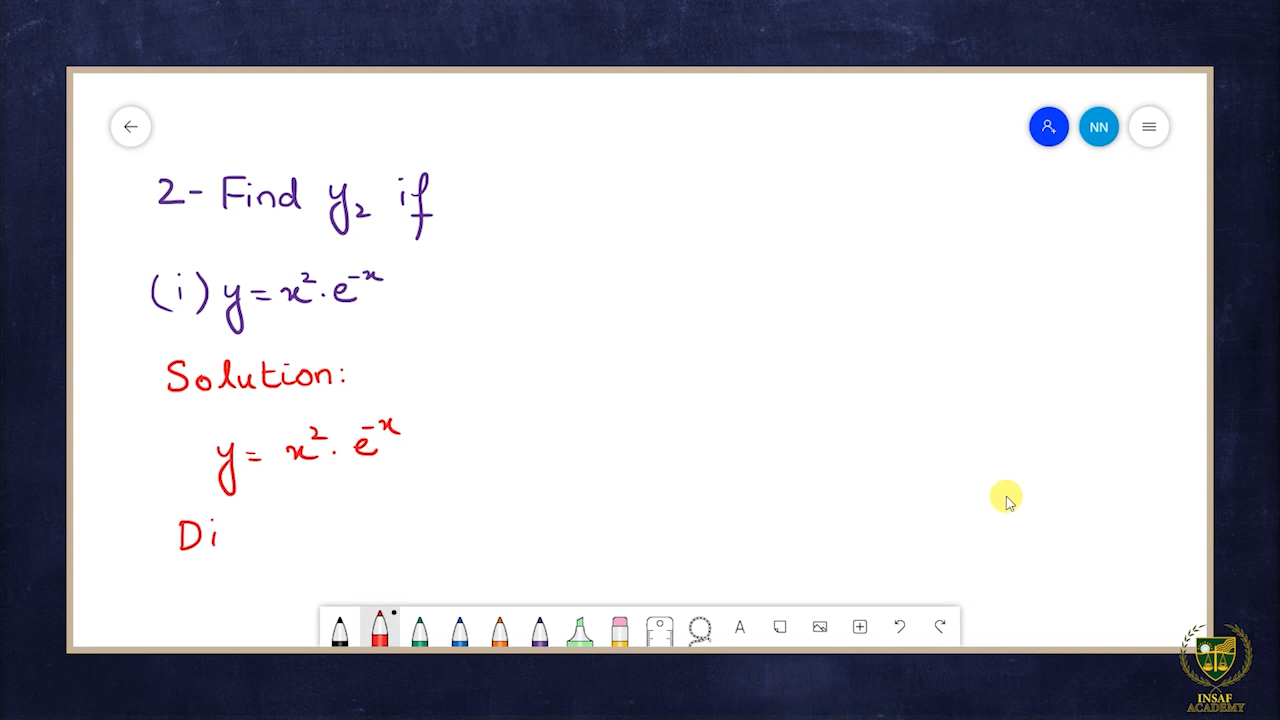 NN
2- Find y₂ if
(i) y = x² · e⁻ˣ
Solution:
y = x² · e⁻ˣ
Di
A
INSAF
ACADEMY